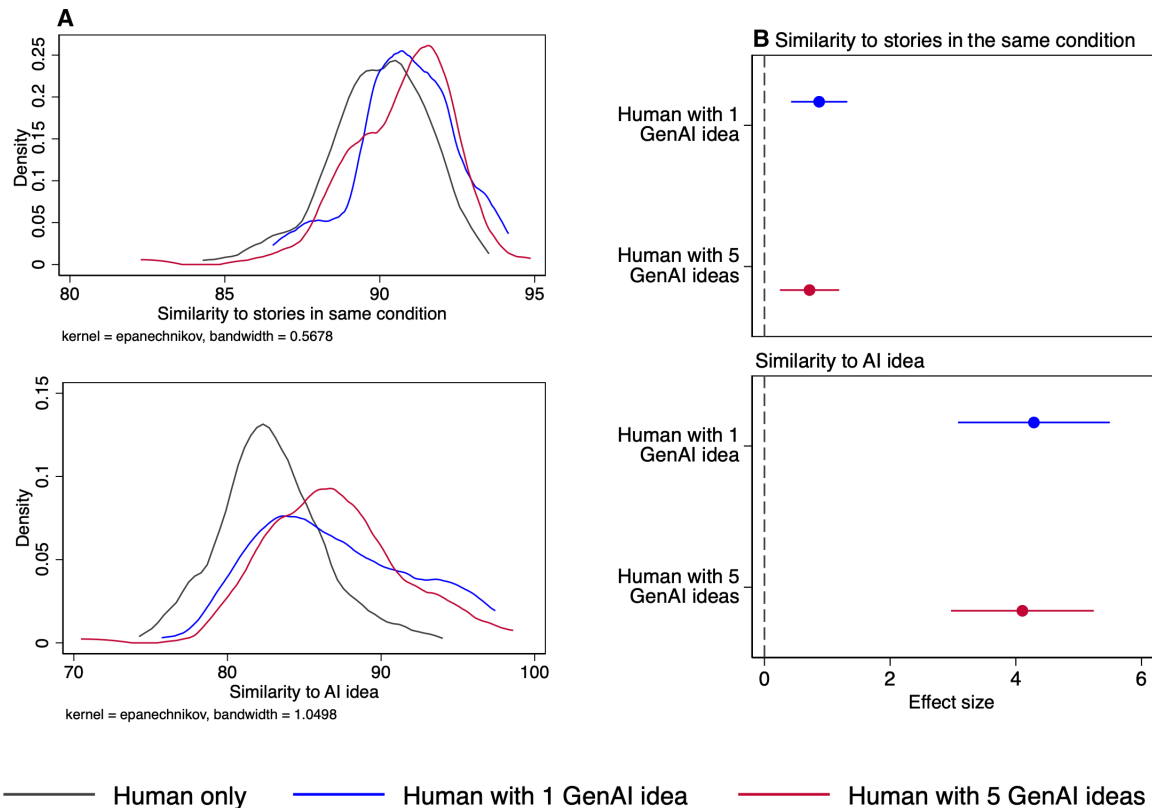 A
0.25
0.2
0.15
0.1
0.05
0
Density
80 85 90 95
Similarity to stories in same condition
kernel = epanechnikov, bandwidth = 0.5678
0.15
0.1
0.05
0
Density
70 80 90 100
Similarity to AI idea
kernel = epanechnikov, bandwidth = 1.0498
B Similarity to stories in the same condition
Human with 1
GenAI idea
Human with 5
GenAI ideas
Similarity to AI idea
Human with 1
GenAI idea
Human with 5
GenAI ideas
0 2 4 6
Effect size
Human only Human with 1 GenAI idea Human with 5 GenAI ideas